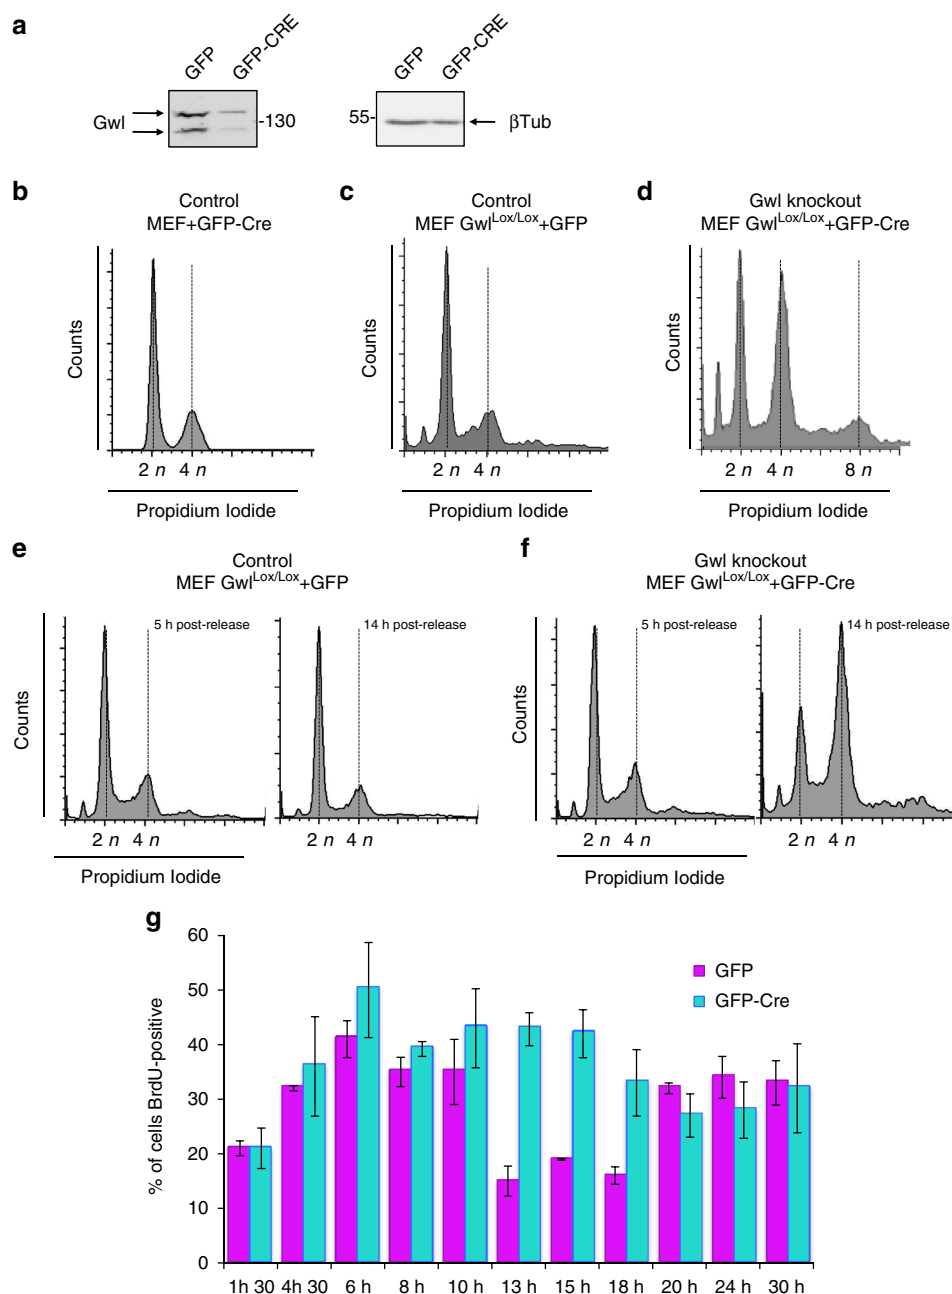 a
GFP
GFP-CRE
GFP
GFP-CRE
Gwl
-130
55-
βTub
b
Control
MEF+GFP-Cre
Counts
2 n 4 n
Propidium Iodide
c
Control
MEF Gwl^Lox/Lox+GFP
Counts
2 n 4 n
Propidium Iodide
d
Gwl knockout
MEF Gwl^Lox/Lox+GFP-Cre
Counts
2 n 4 n 8 n
Propidium Iodide
e
Control
MEF Gwl^Lox/Lox+GFP
Counts
5 h post-release
14 h post-release
2 n 4 n
2 n 4 n
Propidium Iodide
f
Gwl knockout
MEF Gwl^Lox/Lox+GFP-Cre
Counts
5 h post-release
14 h post-release
2 n 4 n
2 n 4 n
Propidium Iodide
g
% of cells BrdU-positive
60
50
40
30
20
10
0
GFP
GFP-Cre
1h 30 4h 30 6 h 8 h 10 h 13 h 15 h 18 h 20 h 24 h 30 h